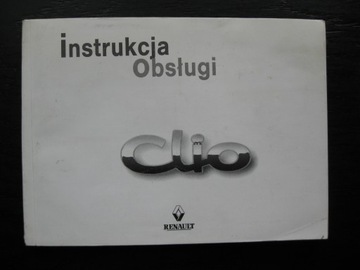 instrukcja
Obsługi
Clio
RENAULT